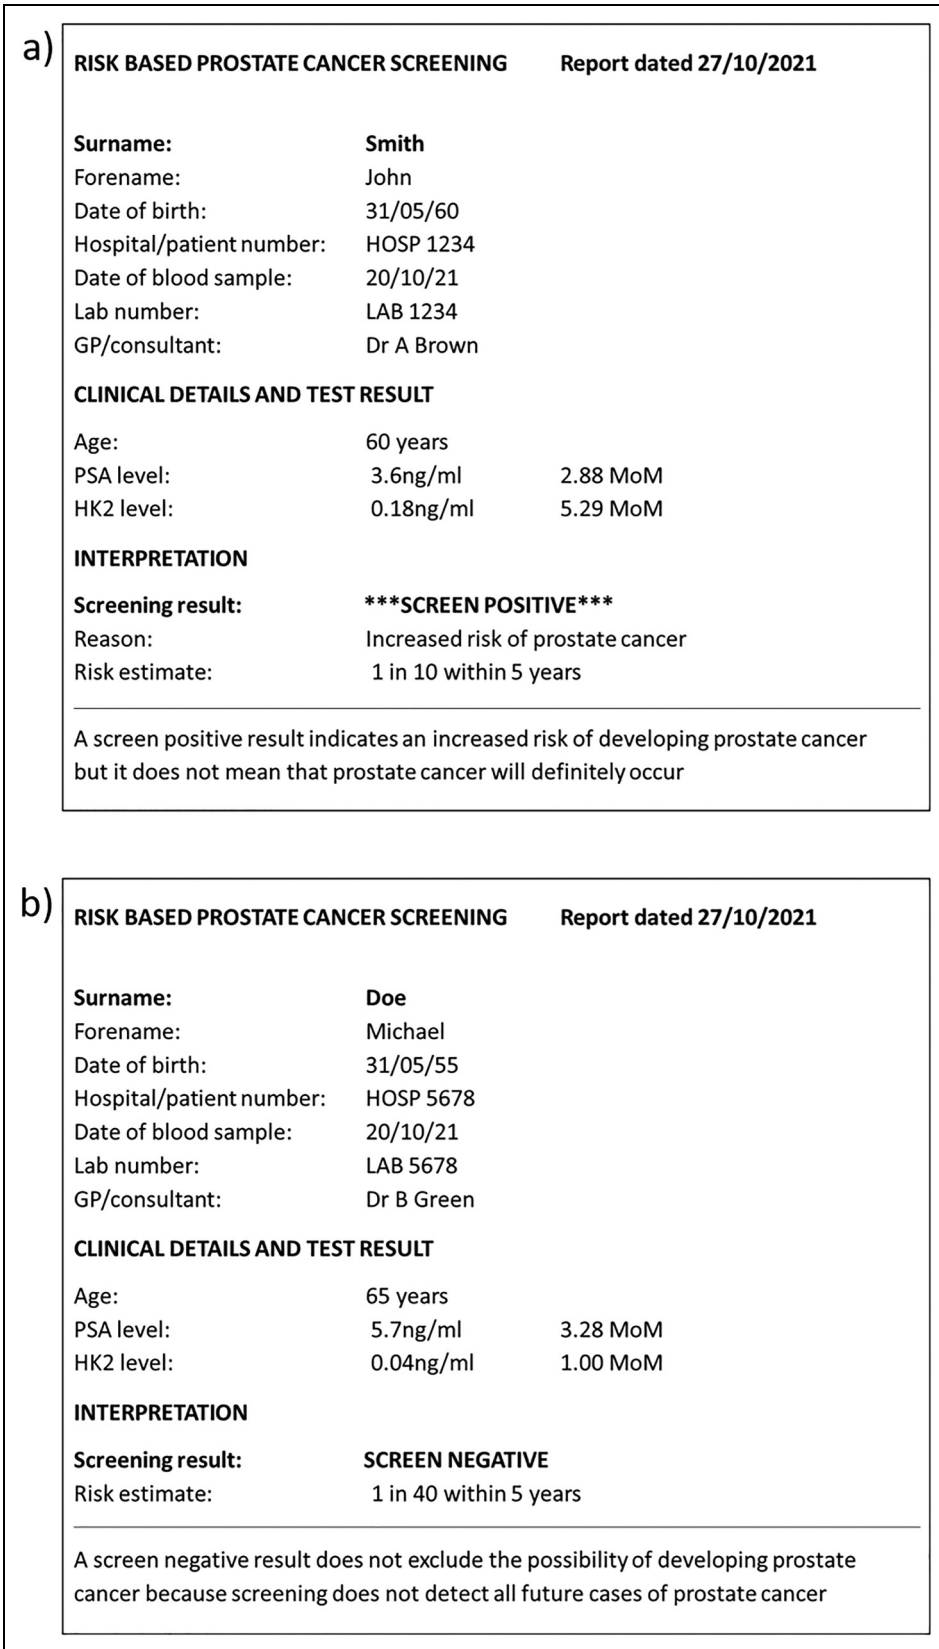 a)
RISK BASED PROSTATE CANCER SCREENING Report dated 27/10/2021
Surname: Smith
Forename: John
Date of birth: 31/05/60
Hospital/patient number: HOSP 1234
Date of blood sample: 20/10/21
Lab number: LAB 1234
GP/consultant: Dr A Brown
CLINICAL DETAILS AND TEST RESULT
Age: 60 years
PSA level: 3.6ng/ml 2.88 MoM
HK2 level: 0.18ng/ml 5.29 MoM
INTERPRETATION
Screening result: ***SCREEN POSITIVE***
Reason: Increased risk of prostate cancer
Risk estimate: 1 in 10 within 5 years
A screen positive result indicates an increased risk of developing prostate cancer
but it does not mean that prostate cancer will definitely occur
b)
RISK BASED PROSTATE CANCER SCREENING Report dated 27/10/2021
Surname: Doe
Forename: Michael
Date of birth: 31/05/55
Hospital/patient number: HOSP 5678
Date of blood sample: 20/10/21
Lab number: LAB 5678
GP/consultant: Dr B Green
CLINICAL DETAILS AND TEST RESULT
Age: 65 years
PSA level: 5.7ng/ml 3.28 MoM
HK2 level: 0.04ng/ml 1.00 MoM
INTERPRETATION
Screening result: SCREEN NEGATIVE
Risk estimate: 1 in 40 within 5 years
A screen negative result does not exclude the possibility of developing prostate
cancer because screening does not detect all future cases of prostate cancer